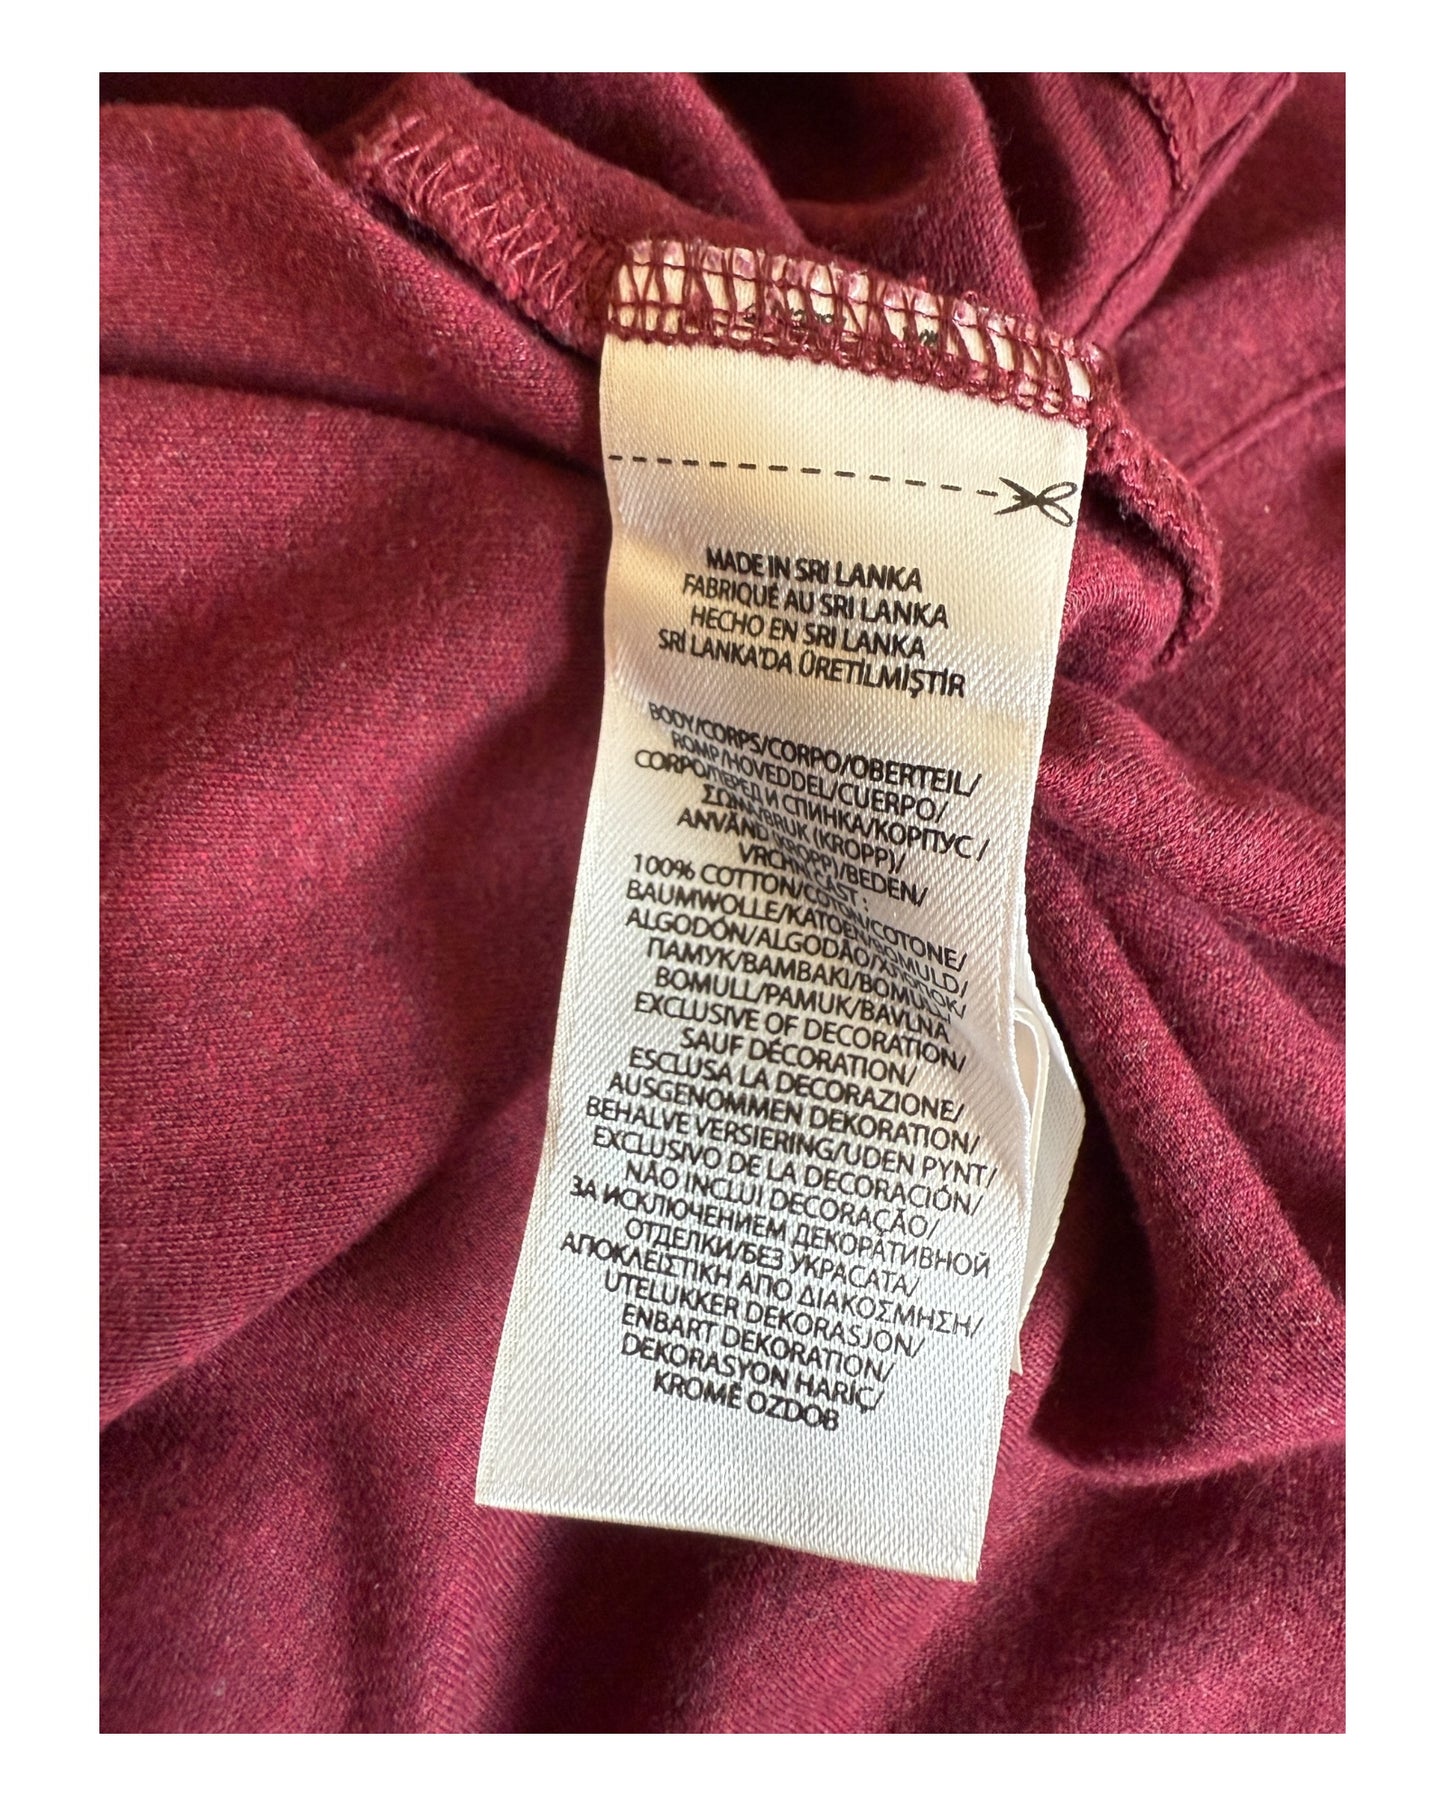 MADE IN SRI LANKA
FABRIQUÉ AU SRI LANKA
HECHO EN SRI LANKA
SRİ LANKA'DA ÜRETİLMİŞTİR
BODY/CORPS/CORPO/OBERTEIL/
ROMP/HOVEDDEL/CUERPO/
CORPO/ПЕРЕД И СПИНКА/КОРПУС /
ΣΩΜΑ/BRUK (KROPP)/
ANVÄND (KROPP)/BEDEN/
VRCHNI CAST :
100% COTTON/COTON/COTONE/
BAUMWOLLE/KATOEN/BOMULD/
ALGODÓN/ALGODÃO/ХЛОПОК/
ПАМУК/BAMBAKI/BOMULL/
BOMULL/PAMUK/BAVLNA
EXCLUSIVE OF DECORATION/
SAUF DÉCORATION/
ESCLUSA LA DECORAZIONE/
AUSGENOMMEN DEKORATION/
BEHALVE VERSIERING/UDEN PYNT/
EXCLUSIVO DE LA DECORACIÓN/
NÃO INCLUI DECORAÇÃO/
ЗА ИСКЛЮЧЕНИЕМ ДЕКОРАТИВНОЙ
ОТДЕЛКИ/БЕЗ УКРАСАТА/
ΑΠΟΚΛΕΙΣΤΙΚΗ ΑΠΟ ΔΙΑΚΟΣΜΗΣΗ/
UTELUKKER DEKORASJON/
ENBART DEKORATION/
DEKORASYON HARİÇ/
KROMĚ OZDOB